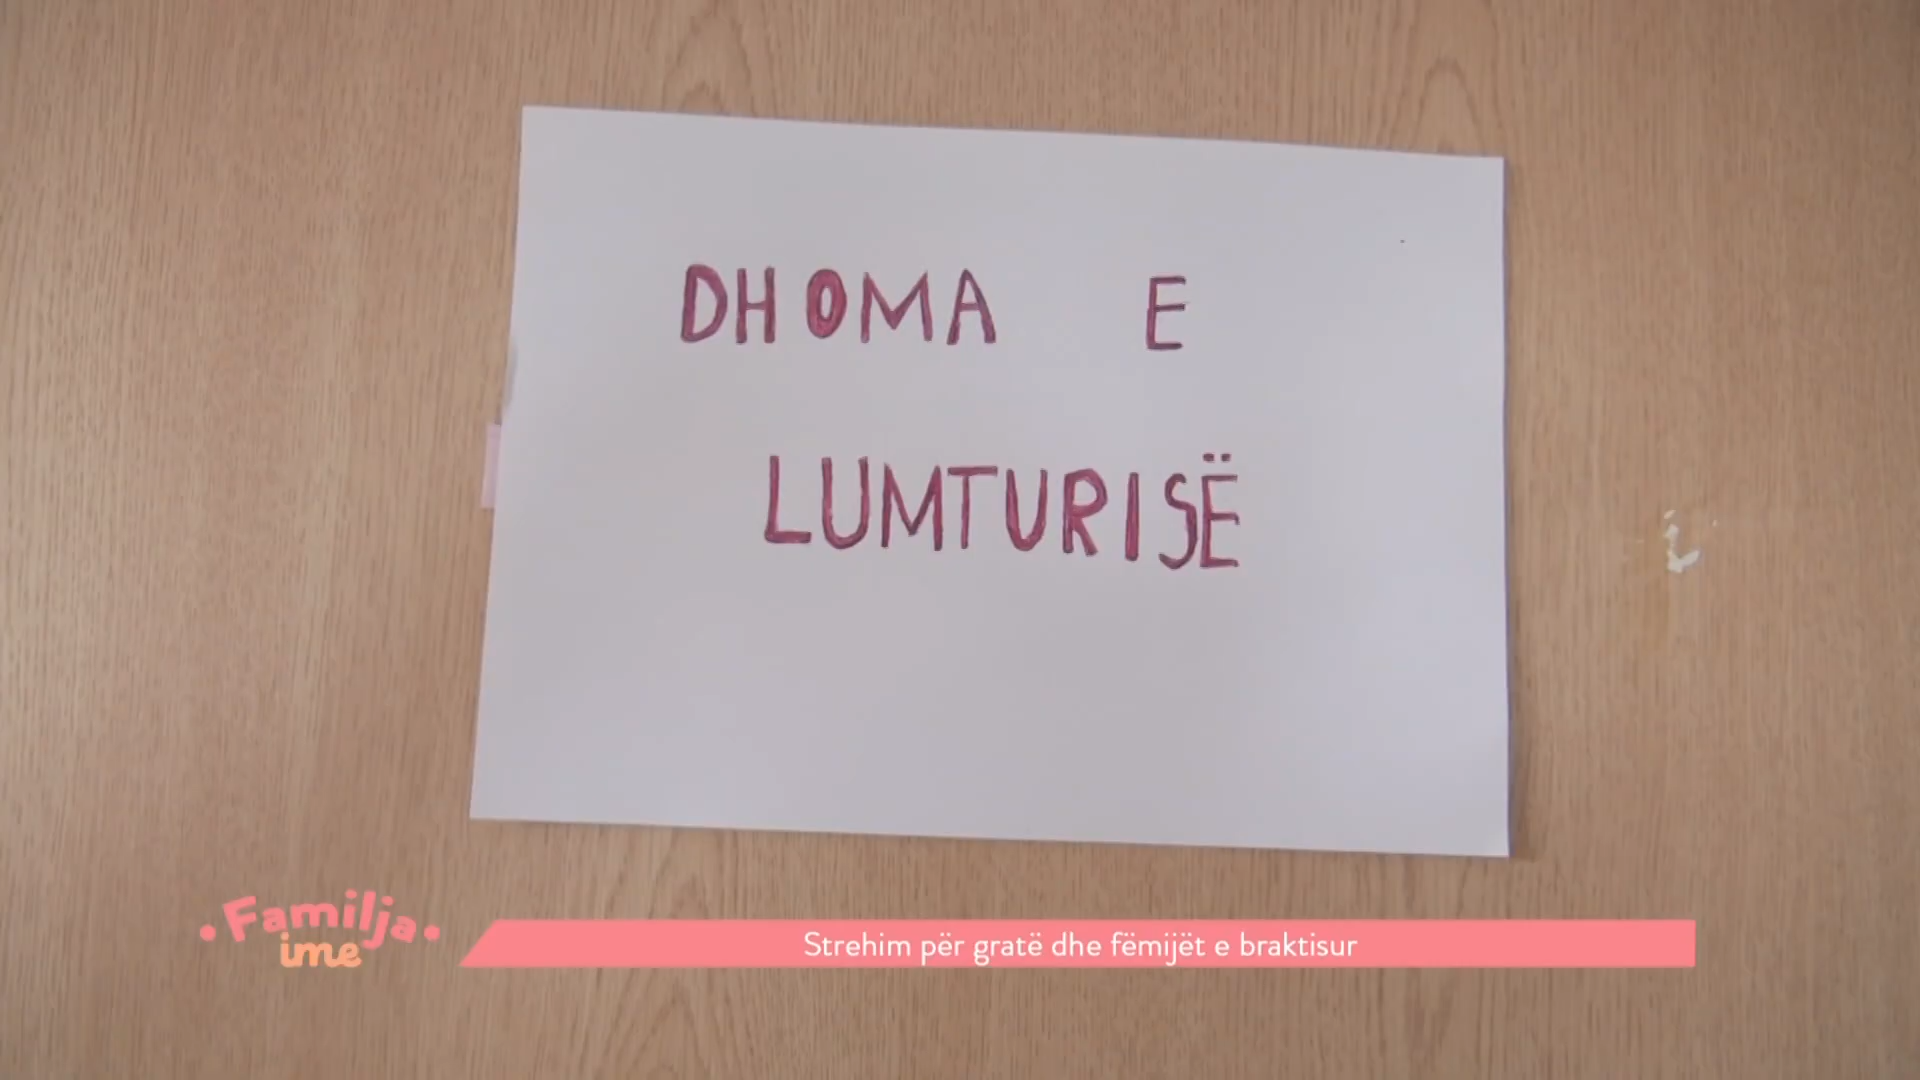 DHOMA E
LUMTURISË
Familja
ime
Strehim për gratë dhe fëmijët e braktisur